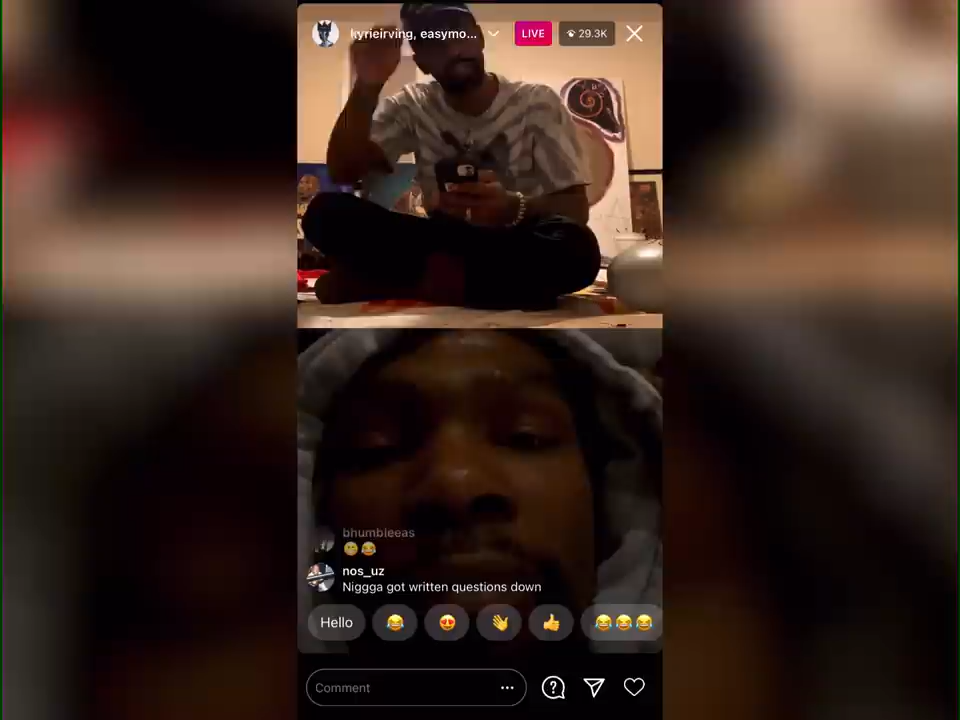 kyrieirving, easymo...
LIVE
29.3K
bhumbleeas
nos_uz
Niggga got written questions down
Hello
Comment